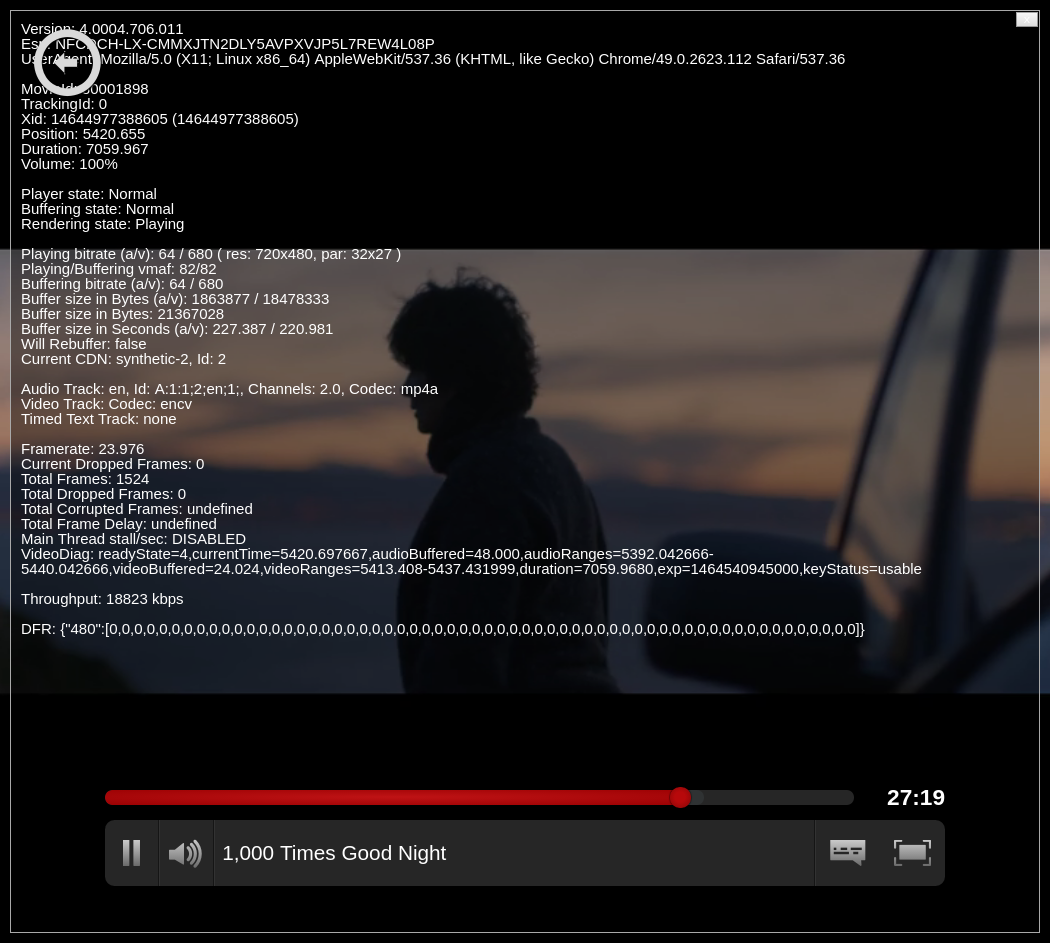 Version: 4.0004.706.011
Esn: NFCDCH-LX-CMMXJTN2DLY5AVPXVJP5L7REW4L08P
UserAgent: Mozilla/5.0 (X11; Linux x86_64) AppleWebKit/537.36 (KHTML, like Gecko) Chrome/49.0.2623.112 Safari/537.36
MovieId: 80001898
TrackingId: 0
Xid: 14644977388605 (14644977388605)
Position: 5420.655
Duration: 7059.967
Volume: 100%
Player state: Normal
Buffering state: Normal
Rendering state: Playing
Playing bitrate (a/v): 64 / 680 ( res: 720x480, par: 32x27 )
Playing/Buffering vmaf: 82/82
Buffering bitrate (a/v): 64 / 680
Buffer size in Bytes (a/v): 1863877 / 18478333
Buffer size in Bytes: 21367028
Buffer size in Seconds (a/v): 227.387 / 220.981
Will Rebuffer: false
Current CDN: synthetic-2, Id: 2
Audio Track: en, Id: A:1:1;2;en;1;, Channels: 2.0, Codec: mp4a
Video Track: Codec: encv
Timed Text Track: none
Framerate: 23.976
Current Dropped Frames: 0
Total Frames: 1524
Total Dropped Frames: 0
Total Corrupted Frames: undefined
Total Frame Delay: undefined
Main Thread stall/sec: DISABLED
VideoDiag: readyState=4,currentTime=5420.697667,audioBuffered=48.000,audioRanges=5392.042666-
5440.042666,videoBuffered=24.024,videoRanges=5413.408-5437.431999,duration=7059.9680,exp=1464540945000,keyStatus=usable
Throughput: 18823 kbps
DFR: {"480":[0,0,0,0,0,0,0,0,0,0,0,0,0,0,0,0,0,0,0,0,0,0,0,0,0,0,0,0,0,0,0,0,0,0,0,0,0,0,0,0,0,0,0,0,0,0,0,0,0,0,0,0,0,0,0,0,0,0,0,0]}
27:19
1,000 Times Good Night